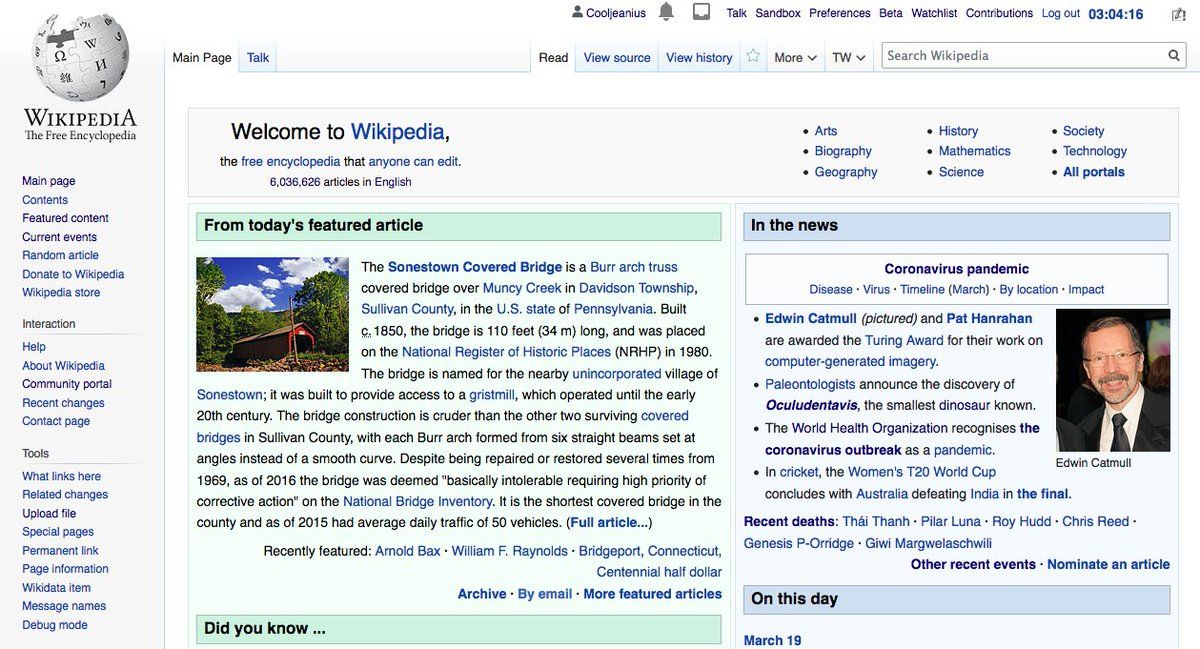 Cooljeanius Talk Sandbox Preferences Beta Watchlist Contributions Log out 03:04:16
Main Page Talk Read View source View history More TW Search Wikipedia
Ω W И 維 7
WIKIPEDIA
The Free Encyclopedia
Main page
Contents
Featured content
Current events
Random article
Donate to Wikipedia
Wikipedia store
Interaction
Help
About Wikipedia
Community portal
Recent changes
Contact page
Tools
What links here
Related changes
Upload file
Special pages
Permanent link
Page information
Wikidata item
Message names
Debug mode
Welcome to Wikipedia,
the free encyclopedia that anyone can edit.
6,036,626 articles in English
• Arts
• Biography
• Geography
• History
• Mathematics
• Science
• Society
• Technology
• All portals
From today's featured article
The Sonestown Covered Bridge is a Burr arch truss
covered bridge over Muncy Creek in Davidson Township,
Sullivan County, in the U.S. state of Pennsylvania. Built
c. 1850, the bridge is 110 feet (34 m) long, and was placed
on the National Register of Historic Places (NRHP) in 1980.
The bridge is named for the nearby unincorporated village of
Sonestown; it was built to provide access to a gristmill, which operated until the early
20th century. The bridge construction is cruder than the other two surviving covered
bridges in Sullivan County, with each Burr arch formed from six straight beams set at
angles instead of a smooth curve. Despite being repaired or restored several times from
1969, as of 2016 the bridge was deemed "basically intolerable requiring high priority of
corrective action" on the National Bridge Inventory. It is the shortest covered bridge in the
county and as of 2015 had average daily traffic of 50 vehicles. (Full article...)
Recently featured: Arnold Bax · William F. Raynolds · Bridgeport, Connecticut,
Centennial half dollar
Archive · By email · More featured articles
Did you know ...
In the news
Coronavirus pandemic
Disease · Virus · Timeline (March) · By location · Impact
• Edwin Catmull (pictured) and Pat Hanrahan
are awarded the Turing Award for their work on
computer-generated imagery.
• Paleontologists announce the discovery of
Oculudentavis, the smallest dinosaur known.
• The World Health Organization recognises the
coronavirus outbreak as a pandemic.
• In cricket, the Women's T20 World Cup
concludes with Australia defeating India in the final.
Edwin Catmull
Recent deaths: Thái Thanh · Pilar Luna · Roy Hudd · Chris Reed ·
Genesis P-Orridge · Giwi Margwelaschwili
Other recent events · Nominate an article
On this day
March 19